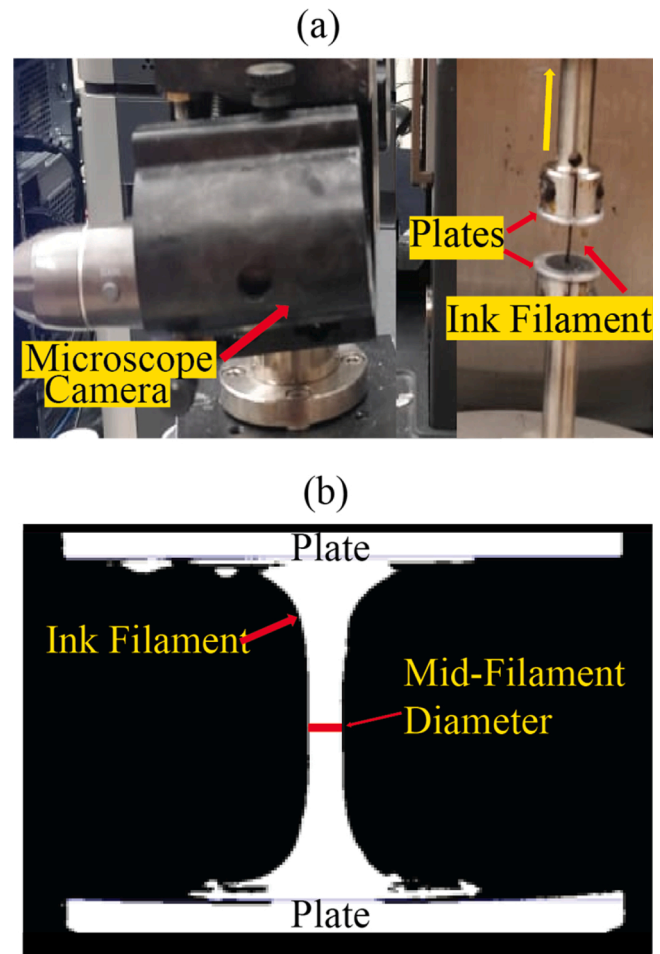 (a)
Plates
Ink Filament
Microscope
Camera
(b)
Plate
Ink Filament
Mid-Filament
Diameter
Plate